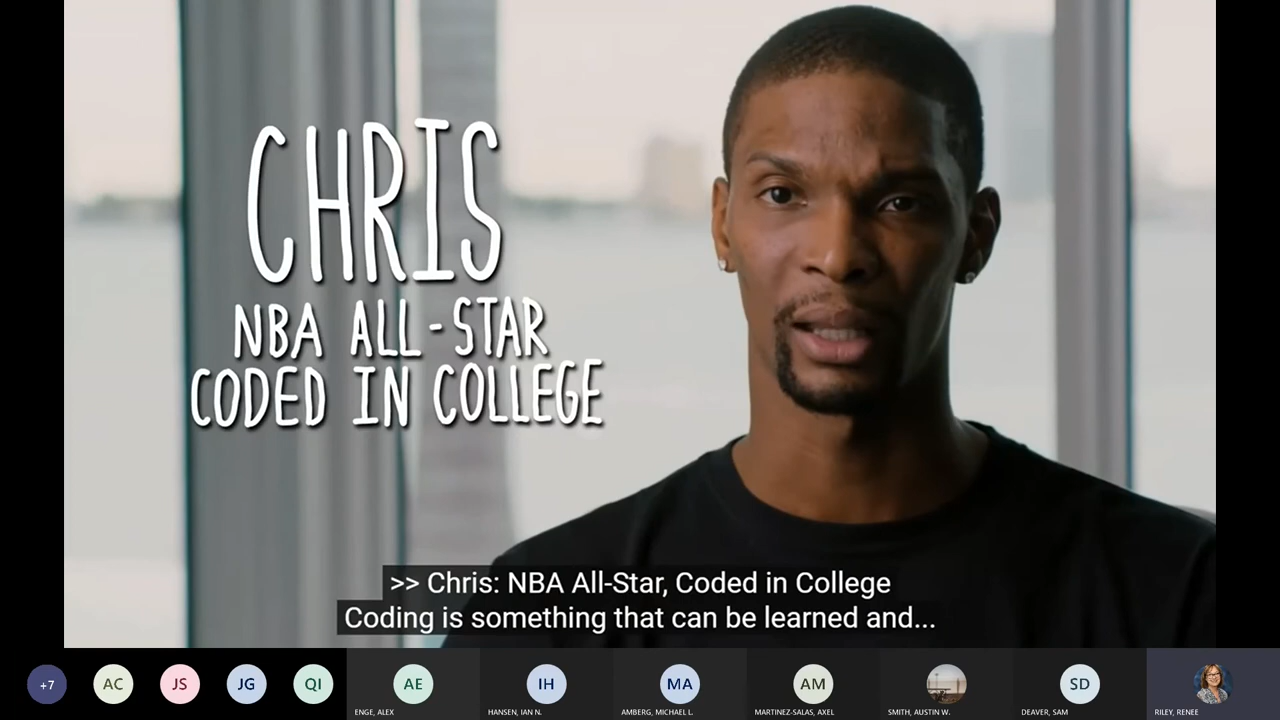 CHRIS
NBA ALL-STAR
CODED IN COLLEGE
>> Chris: NBA All-Star, Coded in College
Coding is something that can be learned and...
+7
AC
JS
JG
QI
AE
IH
MA
AM
SD
ENGE, ALEX
HANSEN, IAN N.
AMBERG, MICHAEL L.
MARTINEZ-SALAS, AXEL
SMITH, AUSTIN W.
DEAVER, SAM
RILEY, RENEE